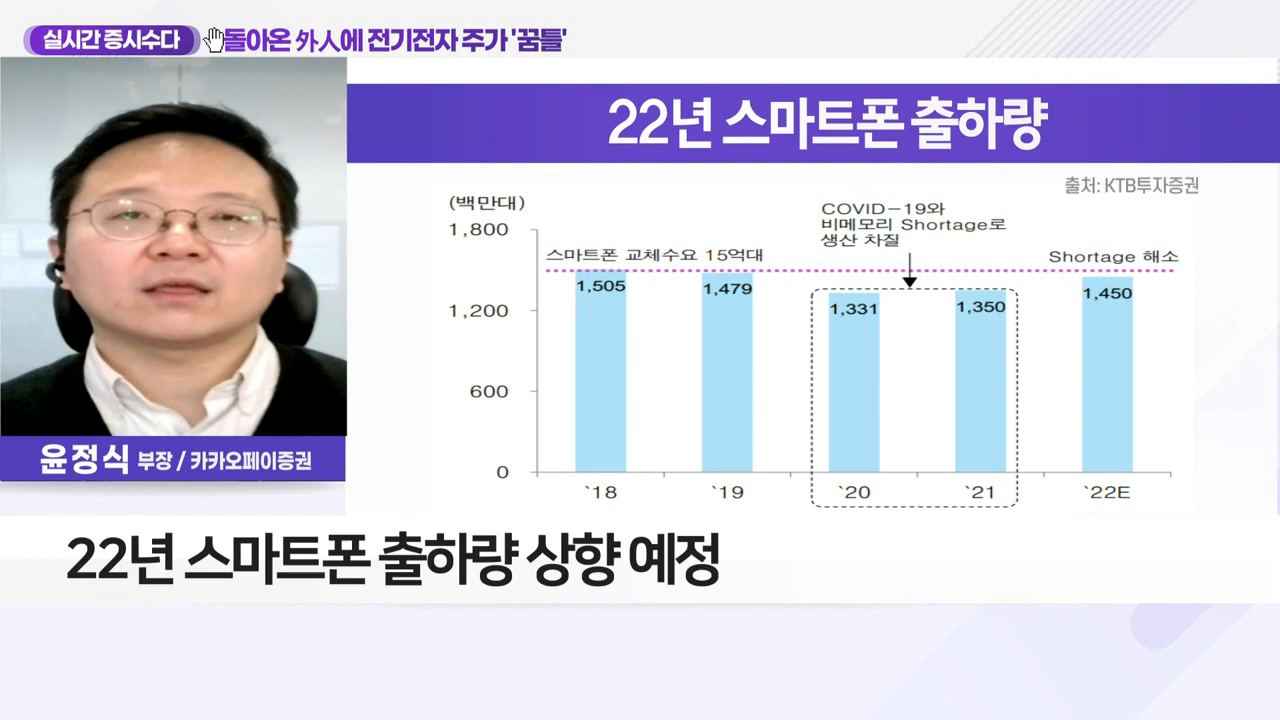 실시간 증시수다
돌아온 外人에 전기전자 주가 '꿈틀'
22년 스마트폰 출하량
출처: KTB투자증권
(백만대)
1,800
1,200
600
0
스마트폰 교체수요 15억대
COVID-19와
비메모리 Shortage로
생산 차질
Shortage 해소
1,505
1,479
1,331
1,350
1,450
`18
`19
`20
`21
`22E
윤정식 부장 / 카카오페이증권
22년 스마트폰 출하량 상향 예정